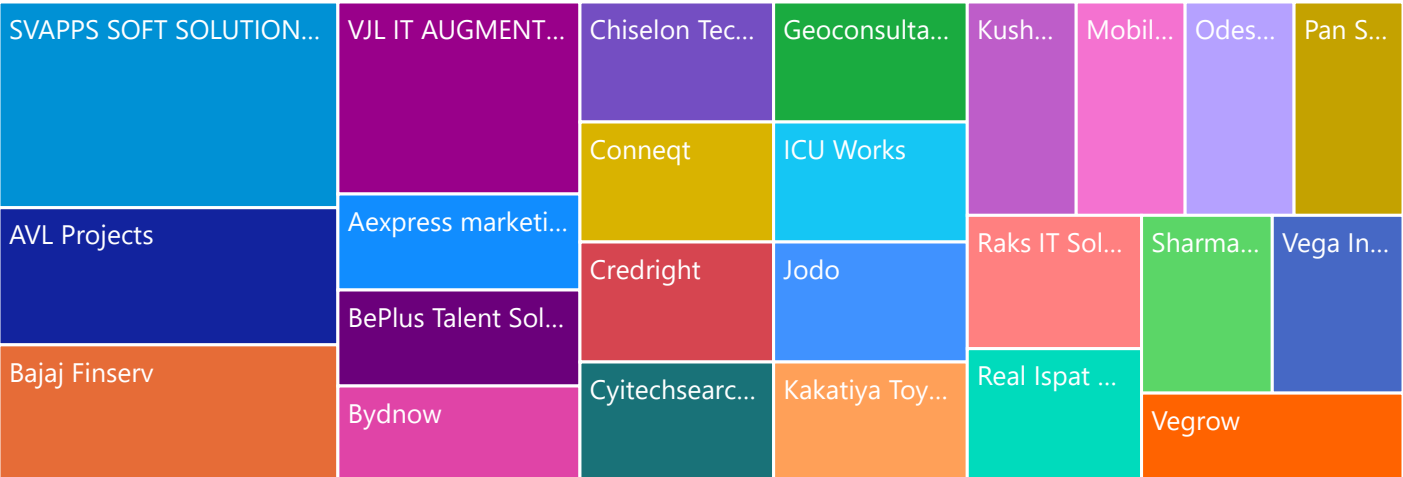 SVAPPS SOFT SOLUTION...
AVL Projects
Bajaj Finserv
VJL IT AUGMENT...
Aexpress marketi...
BePlus Talent Sol...
Bydnow
Chiselon Tec...
Conneqt
Credright
Cyitechsearc...
Geoconsulta...
ICU Works
Jodo
Kakatiya Toy...
Kush...
Mobil...
Odes...
Pan S...
Raks IT Sol...
Real Ispat ...
Sharma...
Vega In...
Vegrow